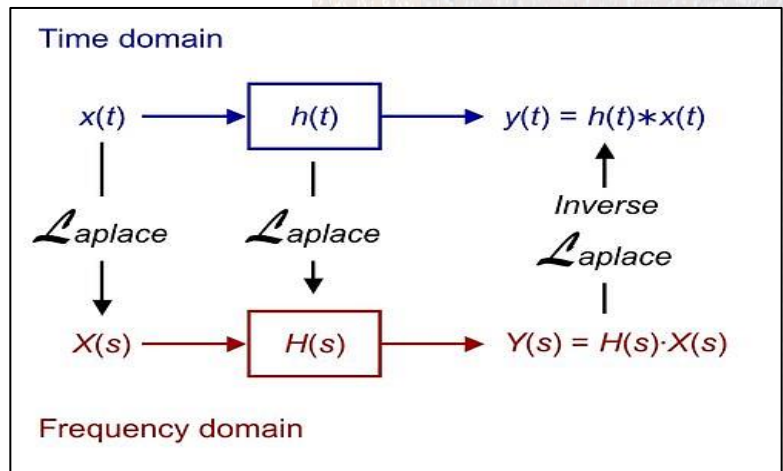 Time domain
x(t) h(t) y(t) = h(t)∗x(t)
Inverse
ℒaplace ℒaplace ℒaplace
X(s) H(s) Y(s) = H(s)·X(s)
Frequency domain